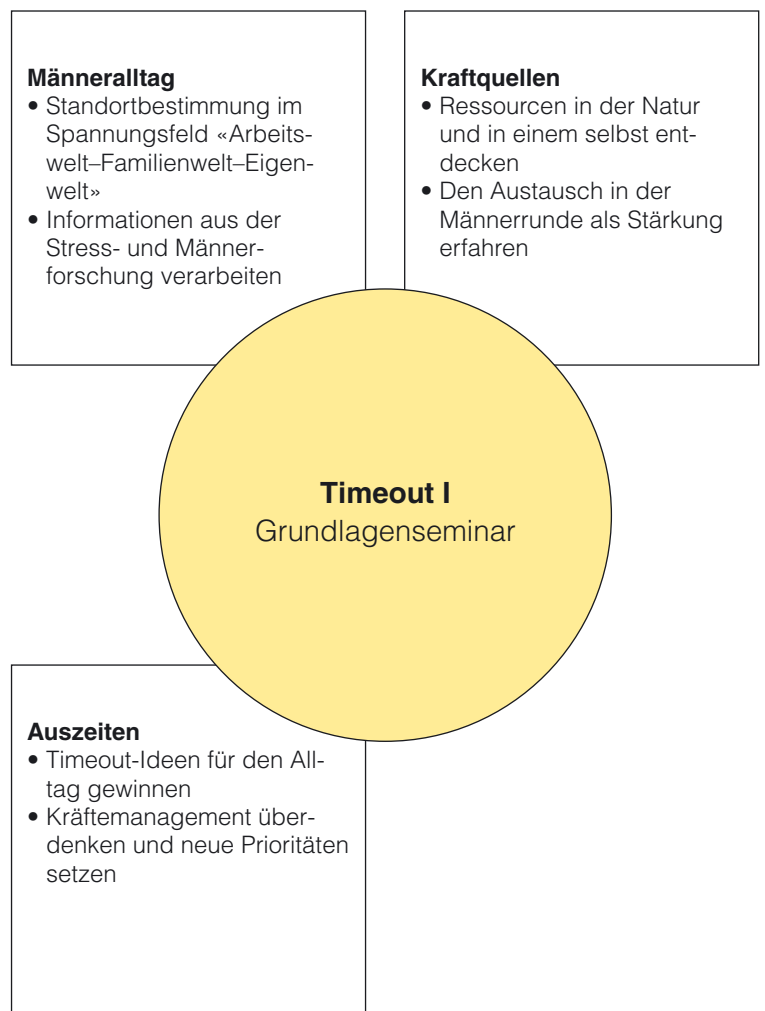 Männeralltag
• Standortbestimmung im
Spannungsfeld «Arbeits-
welt–Familienwelt–Eigen-
welt»
• Informationen aus der
Stress- und Männer-
forschung verarbeiten
Kraftquellen
• Ressourcen in der Natur
und in einem selbst ent-
decken
• Den Austausch in der
Männerrunde als Stärkung
erfahren
Timeout I
Grundlagenseminar
Auszeiten
• Timeout-Ideen für den All-
tag gewinnen
• Kräftemanagement über-
denken und neue Prioritäten
setzen